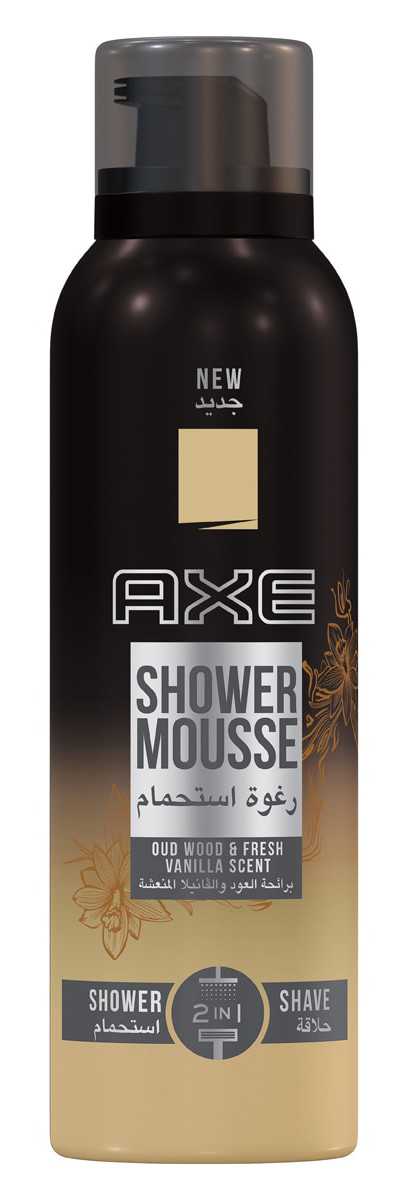 NEW
جديد
AXE
SHOWER
MOUSSE
رغوة استحمام
OUD WOOD & FRESH
VANILLA SCENT
برائحة العود والڤانيلا المنعشة
SHOWER 2 IN 1 SHAVE
استحمام حلاقة